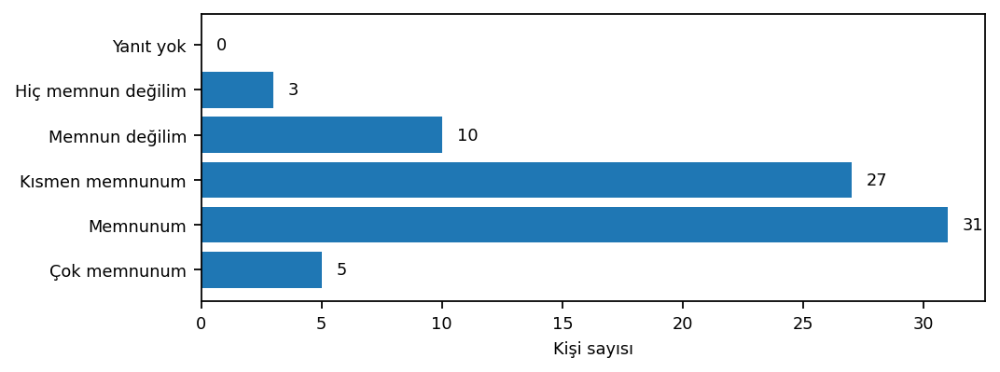 Yanıt yok 0
Hiç memnun değilim 3
Memnun değilim 10
Kısmen memnunum 27
Memnunum 31
Çok memnunum 5
0 5 10 15 20 25 30
Kişi sayısı